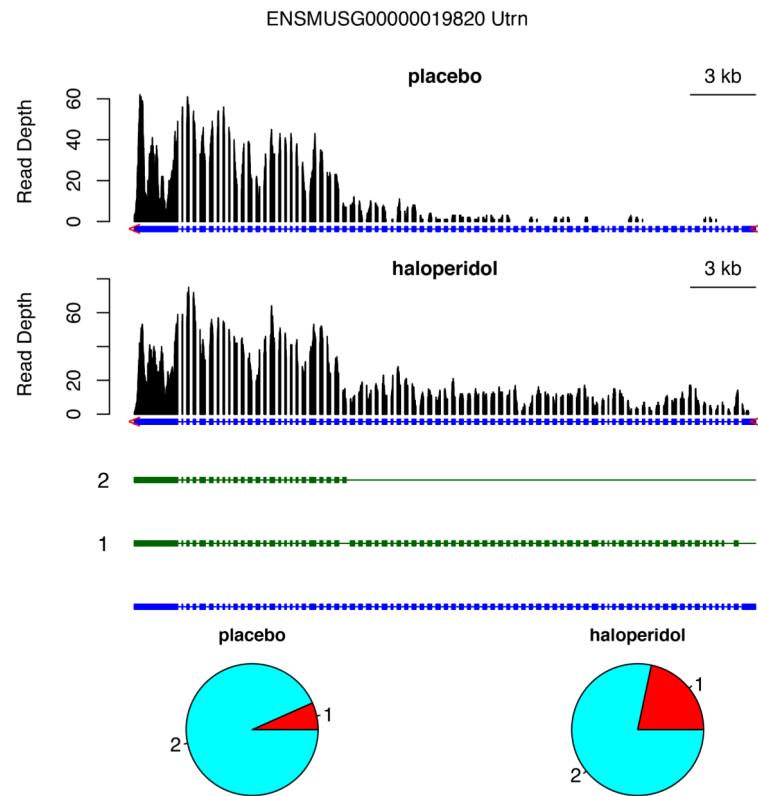 ENSMUSG00000019820 Utrn
placebo
3 kb
Read Depth
60
40
20
0
haloperidol
3 kb
Read Depth
60
20
0
2
1
placebo
haloperidol
1
2
1
2